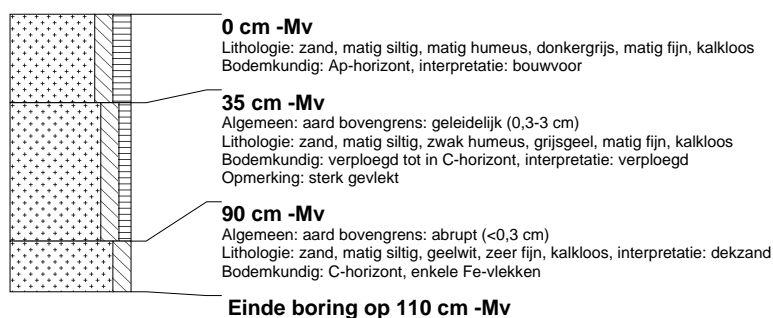 0 cm -Mv
Lithologie: zand, matig siltig, matig humeus, donkergrijs, matig fijn, kalkloos
Bodemkundig: Ap-horizont, interpretatie: bouwvoor
35 cm -Mv
Algemeen: aard bovengrens: geleidelijk (0,3-3 cm)
Lithologie: zand, matig siltig, zwak humeus, grijsgeel, matig fijn, kalkloos
Bodemkundig: verploegd tot in C-horizont, interpretatie: verploegd
Opmerking: sterk gevlekt
90 cm -Mv
Algemeen: aard bovengrens: abrupt (<0,3 cm)
Lithologie: zand, matig siltig, geelwit, zeer fijn, kalkloos, interpretatie: dekzand
Bodemkundig: C-horizont, enkele Fe-vlekken
Einde boring op 110 cm -Mv